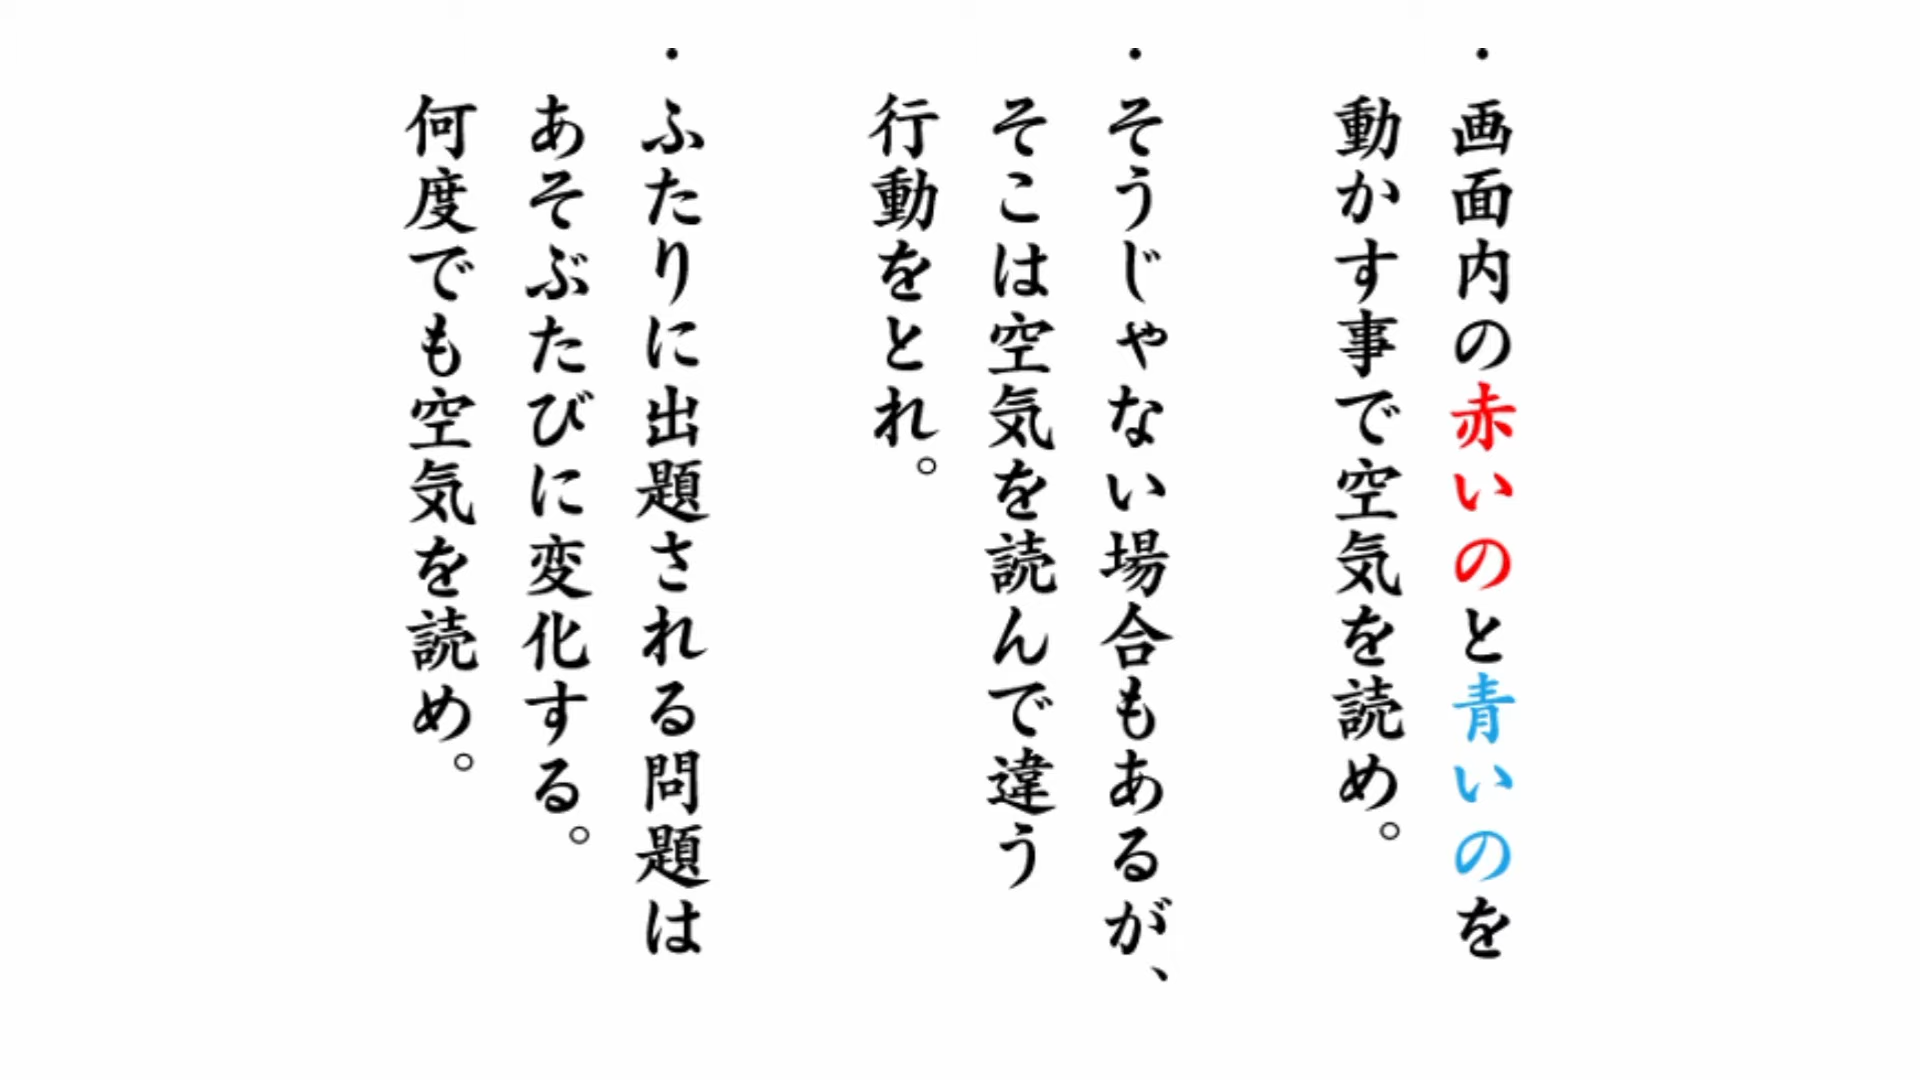 ・画面内の赤いのと青いのを
動かす事で空気を読め。
・そうじゃない場合もあるが、
そこは空気を読んで違う
行動をとれ。
・ふたりに出題される問題は
あそぶたびに変化する。
何度でも空気を読め。